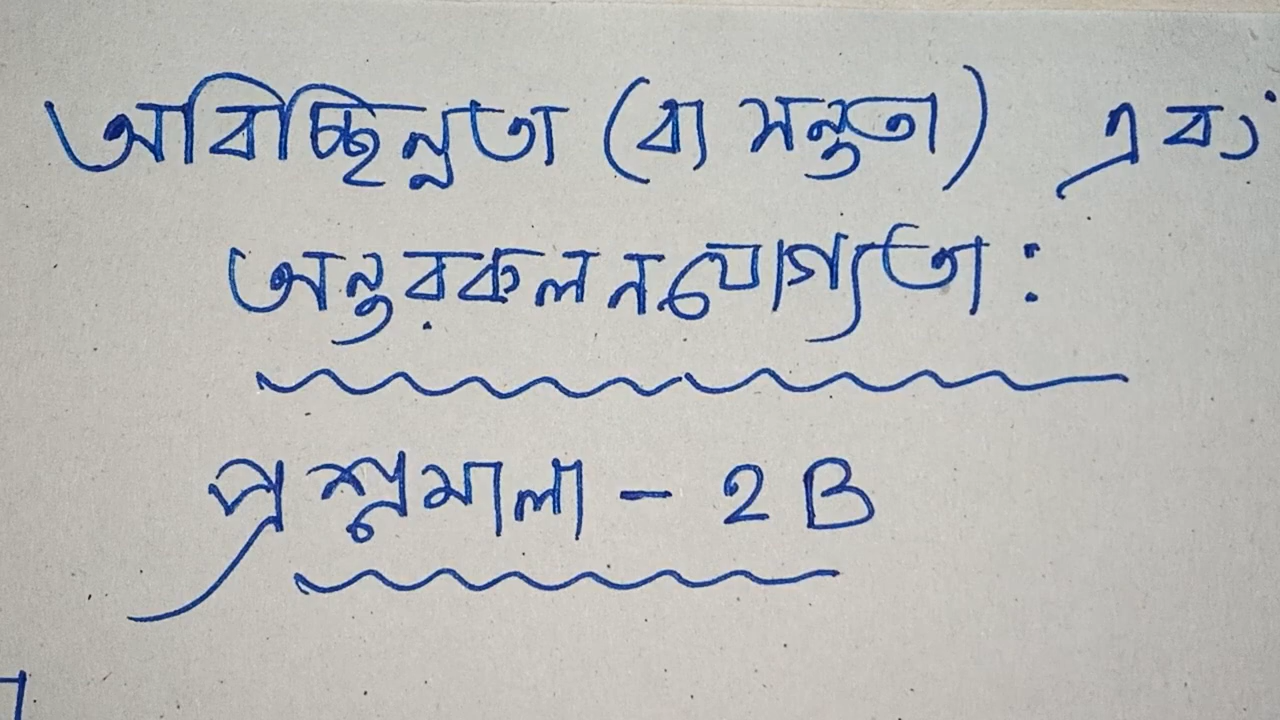 অবিচ্ছিন্নতা (বা সন্ততা) এবং
অন্তরকলনযোগ্যতা :
প্রশ্নমালা - 2B